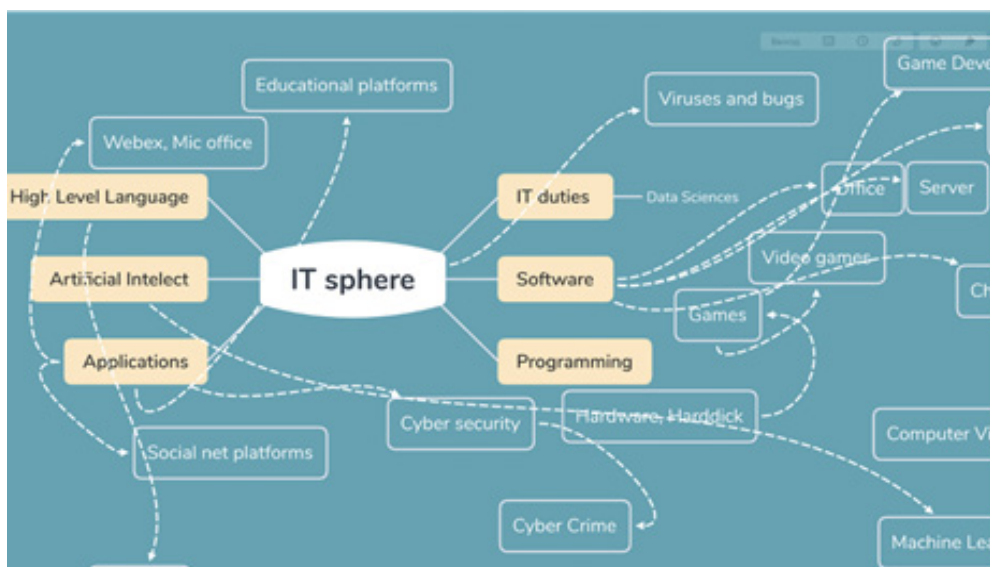 Game Deve
Educational platforms
Viruses and bugs
Webex, Mic office
High Level Language
IT duties
Data Sciences
Office
Server
Video games
Artificial Intelect
IT sphere
Software
Ch
Games
Applications
Programming
Cyber security
Hardware, Harddick
Social net platforms
Computer Vi
Cyber Crime
Machine Lea